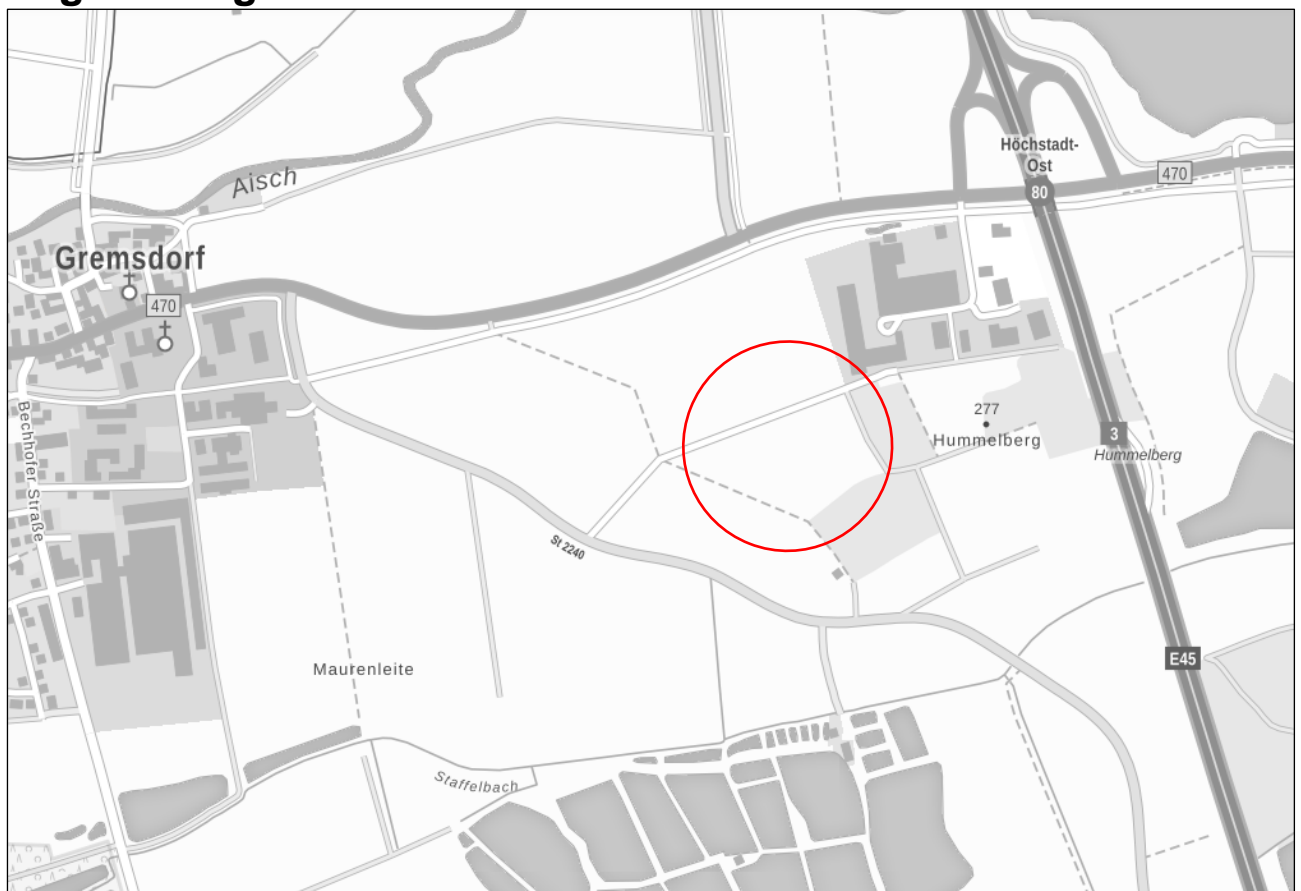 Aisch
Höchstadt-
Ost
80
470
Gremsdorf
470
Bechhofer Straße
277
Hummelberg
3
Hummelberg
St 2240
E45
Maurenleite
Staffelbach